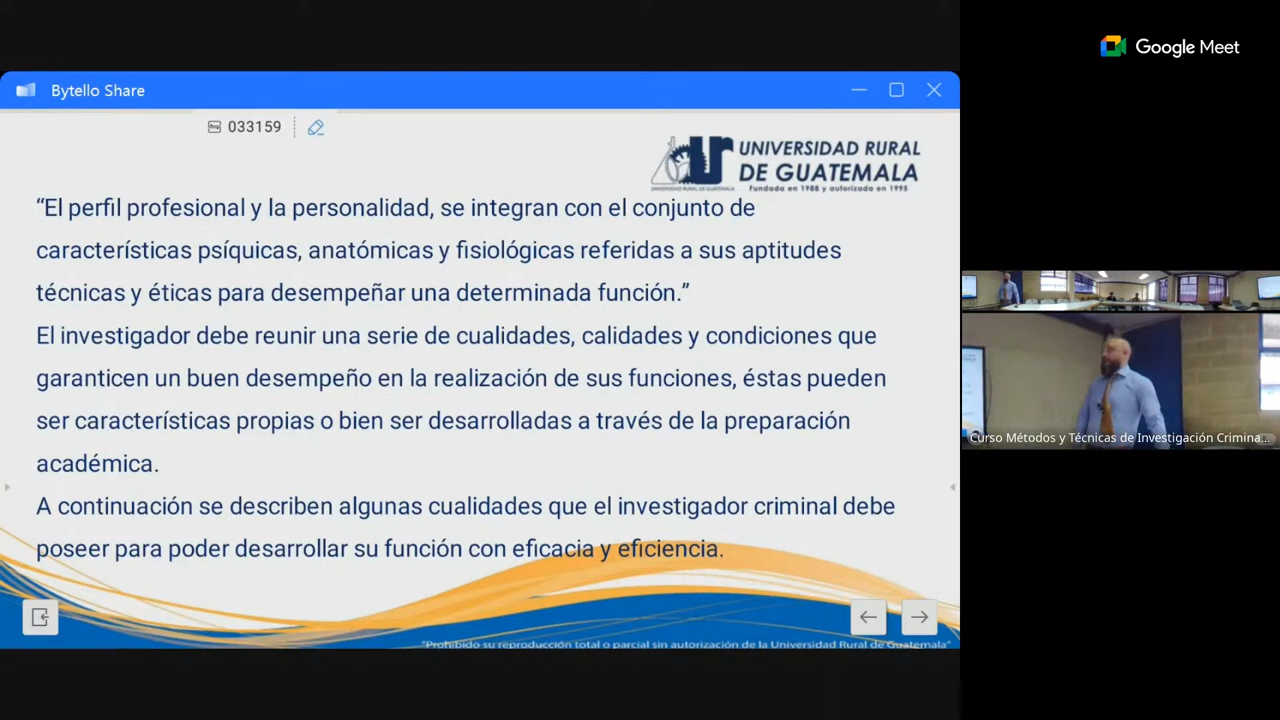 Google Meet
Bytello Share
033159
UNIVERSIDAD RURAL
DE GUATEMALA
Fundada en 1988 y autorizada en 1995
UNIVERSIDAD RURAL DE GUATEMALA
“El perfil profesional y la personalidad, se integran con el conjunto de
características psíquicas, anatómicas y fisiológicas referidas a sus aptitudes
técnicas y éticas para desempeñar una determinada función.”
El investigador debe reunir una serie de cualidades, calidades y condiciones que
garanticen un buen desempeño en la realización de sus funciones, éstas pueden
ser características propias o bien ser desarrolladas a través de la preparación
académica.
A continuación se describen algunas cualidades que el investigador criminal debe
poseer para poder desarrollar su función con eficacia y eficiencia.
"Prohibido su reproducción total o parcial sin autorización de la Universidad Rural de Guatemala"
Curso Métodos y Técnicas de Investigación Crimina...